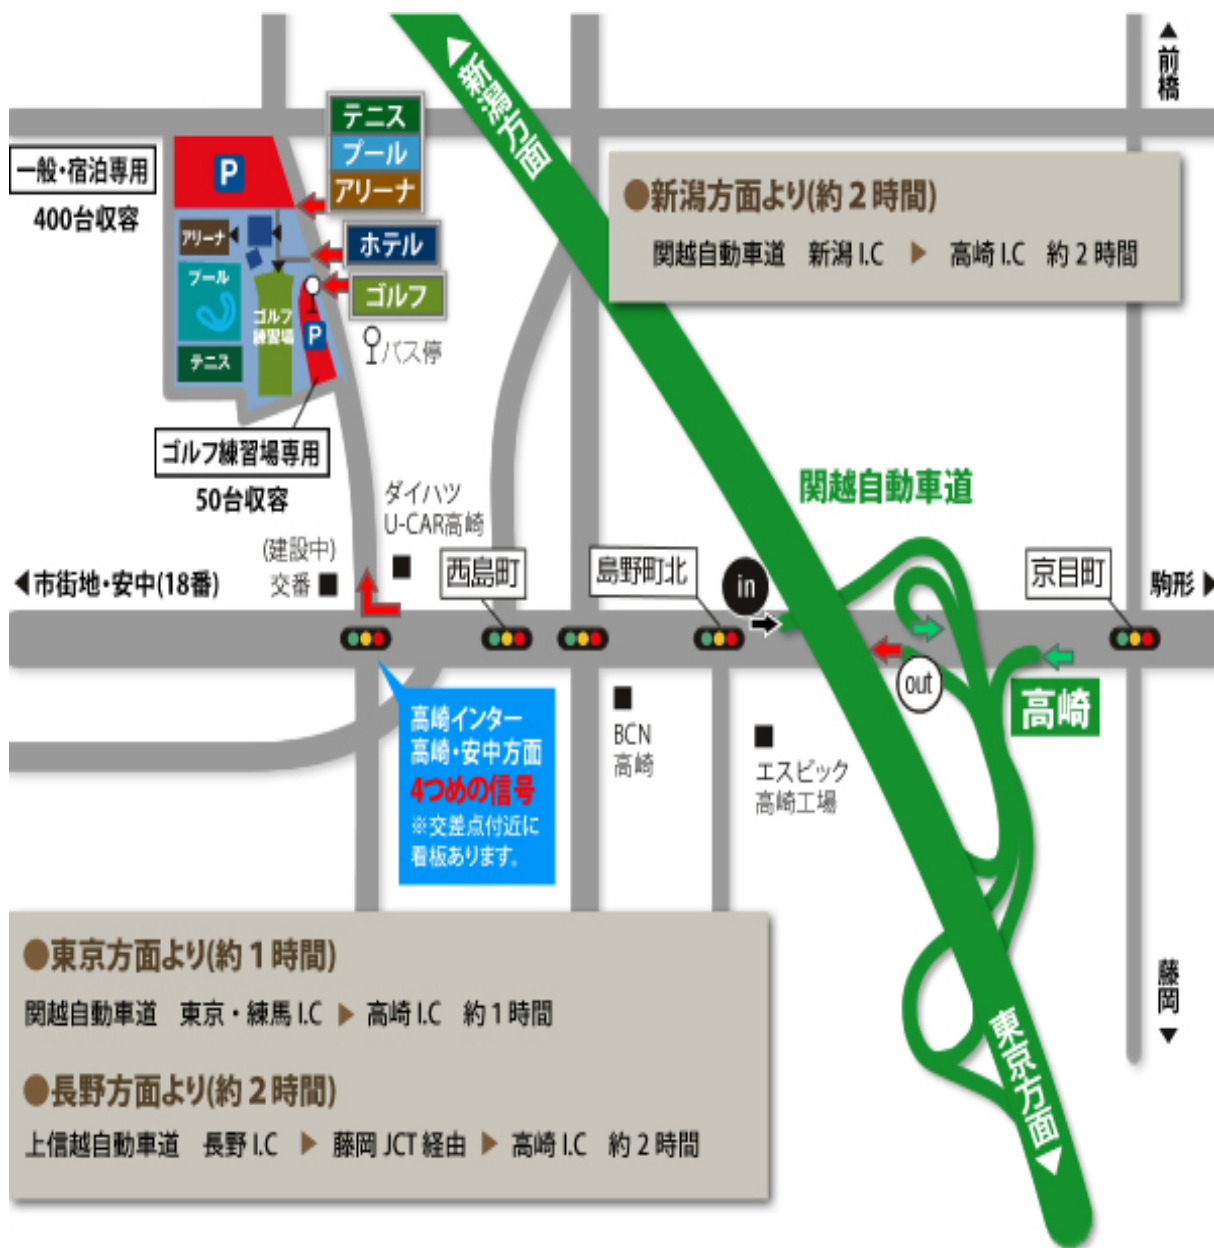 ▲前橋
▲新潟方面
テニス
プール
アリーナ
一般・宿泊専用
P
400台収容
アリーナ
ホテル
プール
ゴルフ
ゴルフ
練習場
P
バス停
テニス
●新潟方面より(約2時間)
関越自動車道 新潟I.C ▶ 高崎I.C 約2時間
ゴルフ練習場専用
50台収容
ダイハツ
U-CAR高崎
関越自動車道
(建設中)
交番
◀市街地・安中(18番)
西島町
島野町北
in
京目町
駒形▶
out
高崎
高崎インター
高崎・安中方面
4つめの信号
※交差点付近に
看板あります。
BCN
高崎
エスビック
高崎工場
●東京方面より(約1時間)
関越自動車道 東京・練馬I.C ▶ 高崎I.C 約1時間
●長野方面より(約2時間)
上信越自動車道 長野I.C ▶ 藤岡JCT経由 ▶ 高崎I.C 約2時間
東京方面▼
藤岡▼